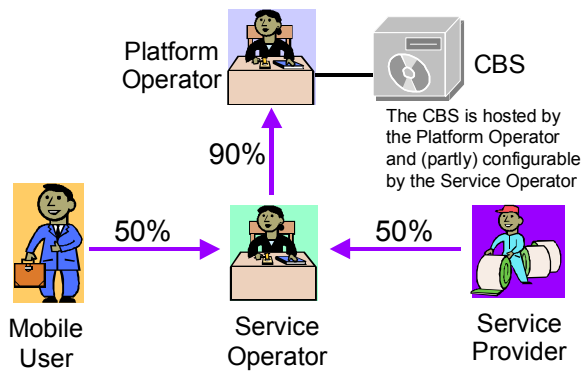 Platform
Operator
CBS
The CBS is hosted by
the Platform Operator
and (partly) configurable
by the Service Operator
90%
50%
50%
Mobile
User
Service
Operator
Service
Provider